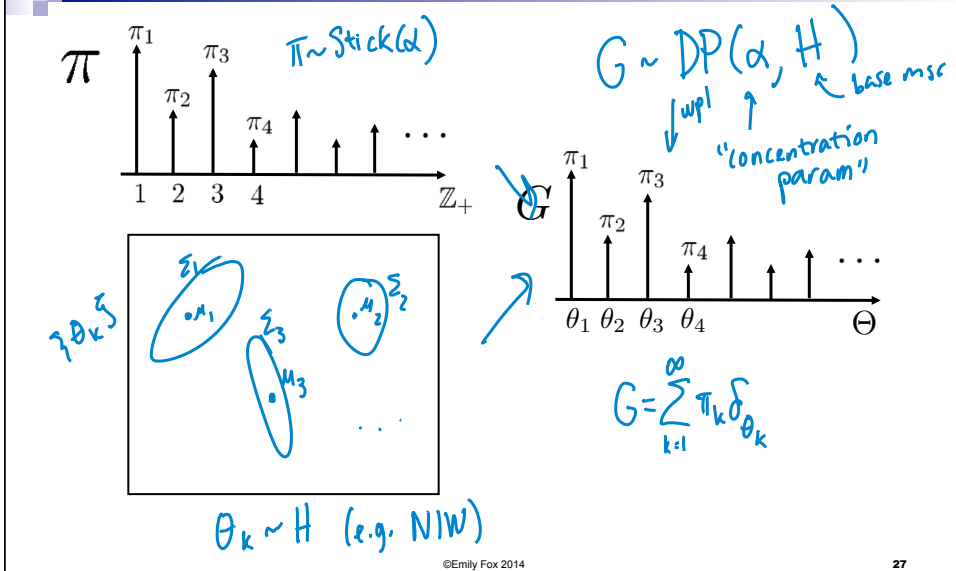 π
π₁
π₂
π₃
π₄
...
1 2 3 4
ℤ₊
π ~ Stick(α)
G ~ DP(α, H)
base msr
"concentration
param"
wp1
G
π₁
π₂
π₃
π₄
...
θ₁ θ₂ θ₃ θ₄
Θ
{θₖ}
Σ₁
μ₁
Σ₂
μ₂
Σ₃
μ₃
...
G = ∑_{k=1}^{∞} πₖ δ_{θₖ}
θₖ ~ H (e.g. NIW)
©Emily Fox 2014
27